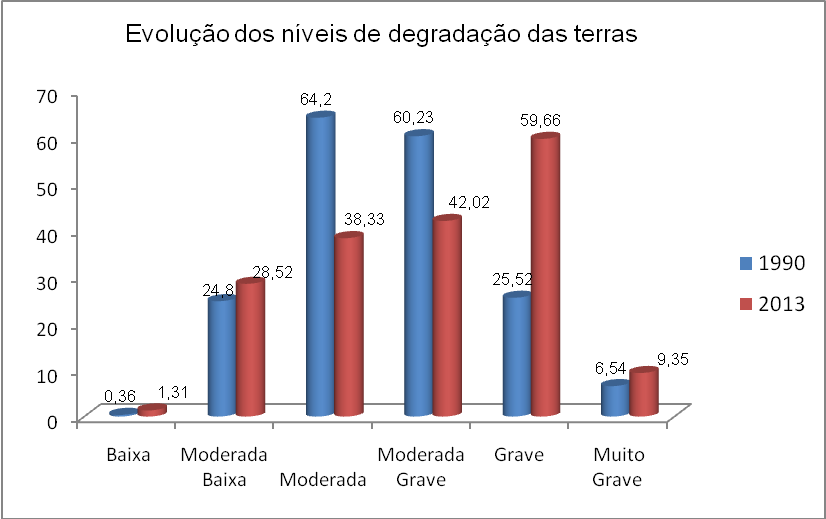 Evolução dos níveis de degradação das terras
70
60
50
40
30
20
10
0
0,36
1,31
24,8
28,52
64,2
38,33
60,23
42,02
25,52
59,66
6,54
9,35
Baixa
Moderada
Baixa
Moderada
Moderada
Grave
Grave
Muito
Grave
1990
2013